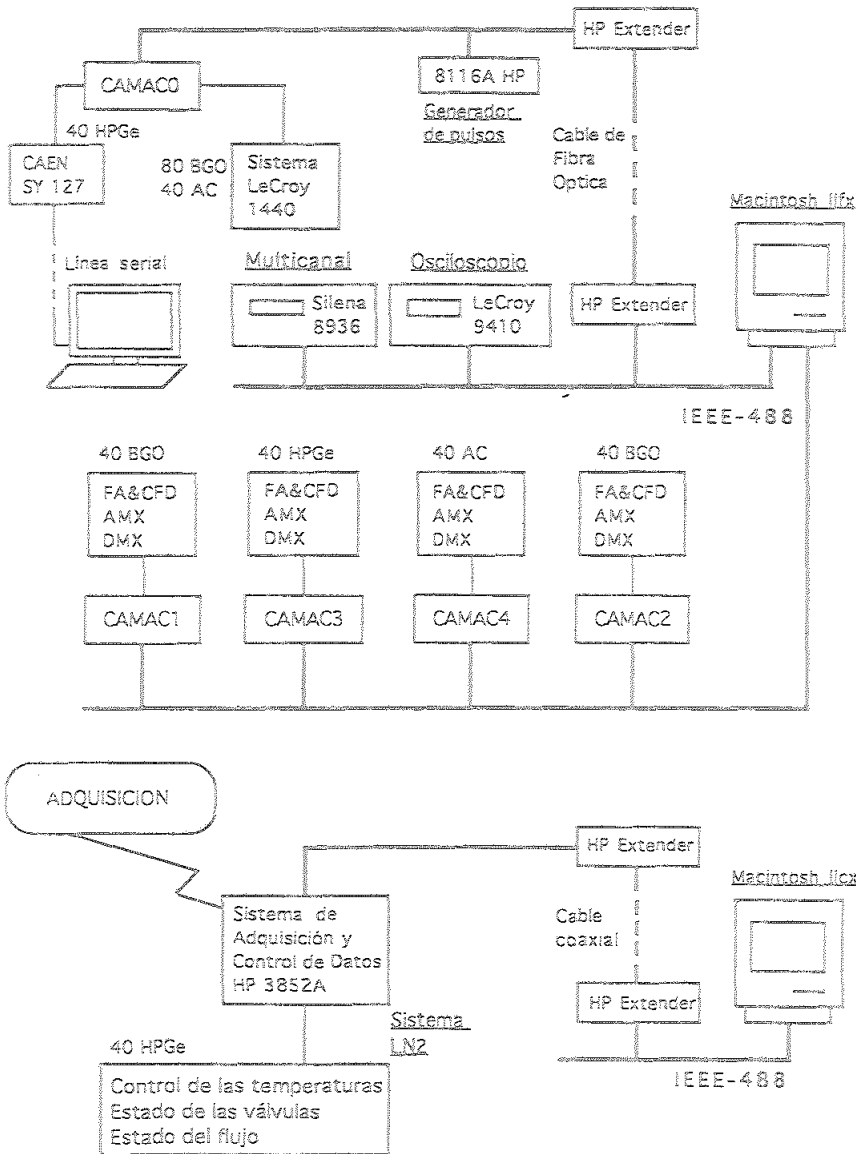 HP Extender
CAMAC0
8116A HP
Generador
de pulsos
40 HPGe
CAEN
SY 127
80 BGO
40 AC
Sistema
LeCroy
1440
Cable de
Fibra
Optica
Macintosh IIfx
Línea serial
Multicanal
Silena
8936
Osciloscopio
LeCroy
9410
HP Extender
IEEE-488
40 BGO
40 HPGe
40 AC
40 BGO
FA&CFD
AMX
DMX
FA&CFD
AMX
DMX
FA&CFD
AMX
DMX
FA&CFD
AMX
DMX
CAMAC1
CAMAC3
CAMAC4
CAMAC2
ADQUISICION
HP Extender
Macintosh IIcx
Sistema de
Adquisición y
Control de Datos
HP 3852A
Cable
coaxial
HP Extender
Sistema
LN2
IEEE-488
40 HPGe
Control de las temperaturas
Estado de las válvulas
Estado del flujo